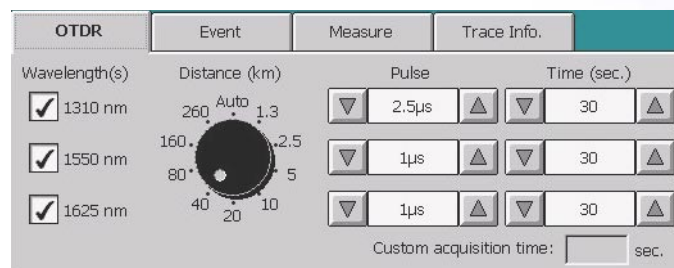 OTDR Event Measure Trace Info.
Wavelength(s) Distance (km) Pulse Time (sec.)
1310 nm 260 Auto 1.3 2.5µs 30
160 2.5
1550 nm 1µs 30
80 5
1625 nm 40 20 10 1µs 30
Custom acquisition time: sec.